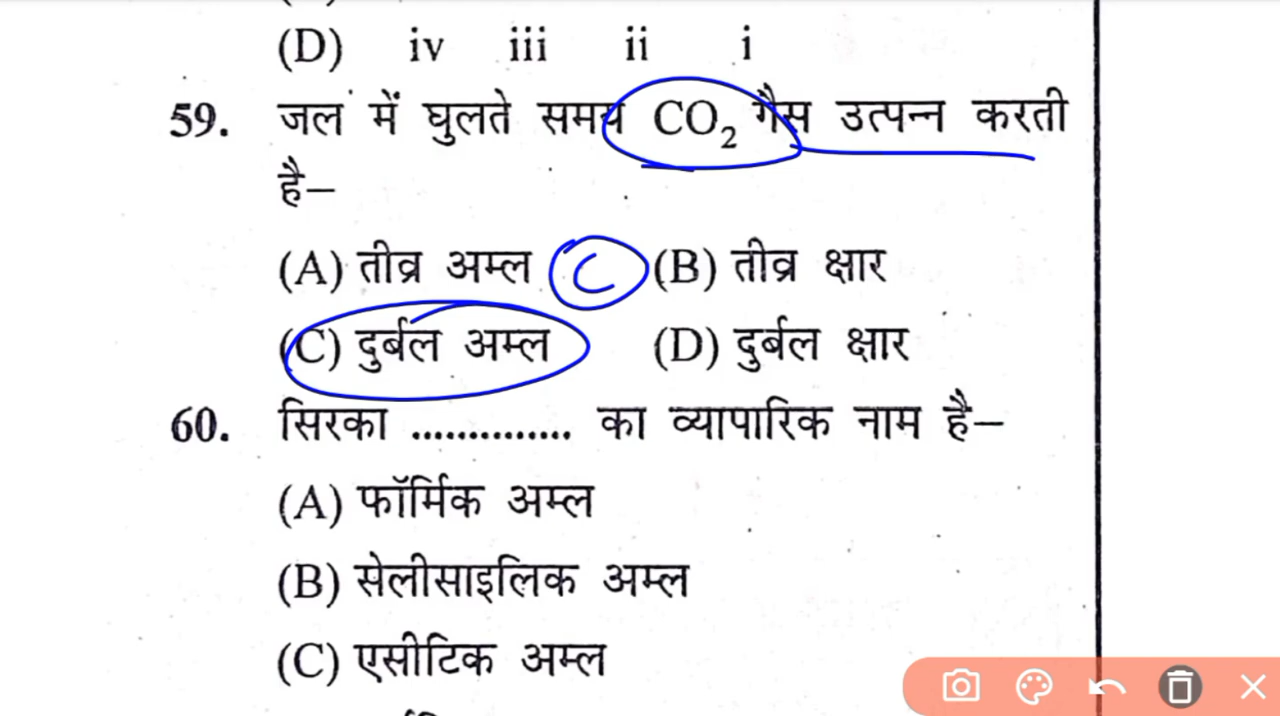 (D) iv iii ii i
59. जल में घुलते समय CO₂ गैस उत्पन्न करती
है–
(A) तीव्र अम्ल C (B) तीव्र क्षार
(C) दुर्बल अम्ल (D) दुर्बल क्षार
60. सिरका .............. का व्यापारिक नाम है–
(A) फॉर्मिक अम्ल
(B) सेलीसाइलिक अम्ल
(C) एसीटिक अम्ल